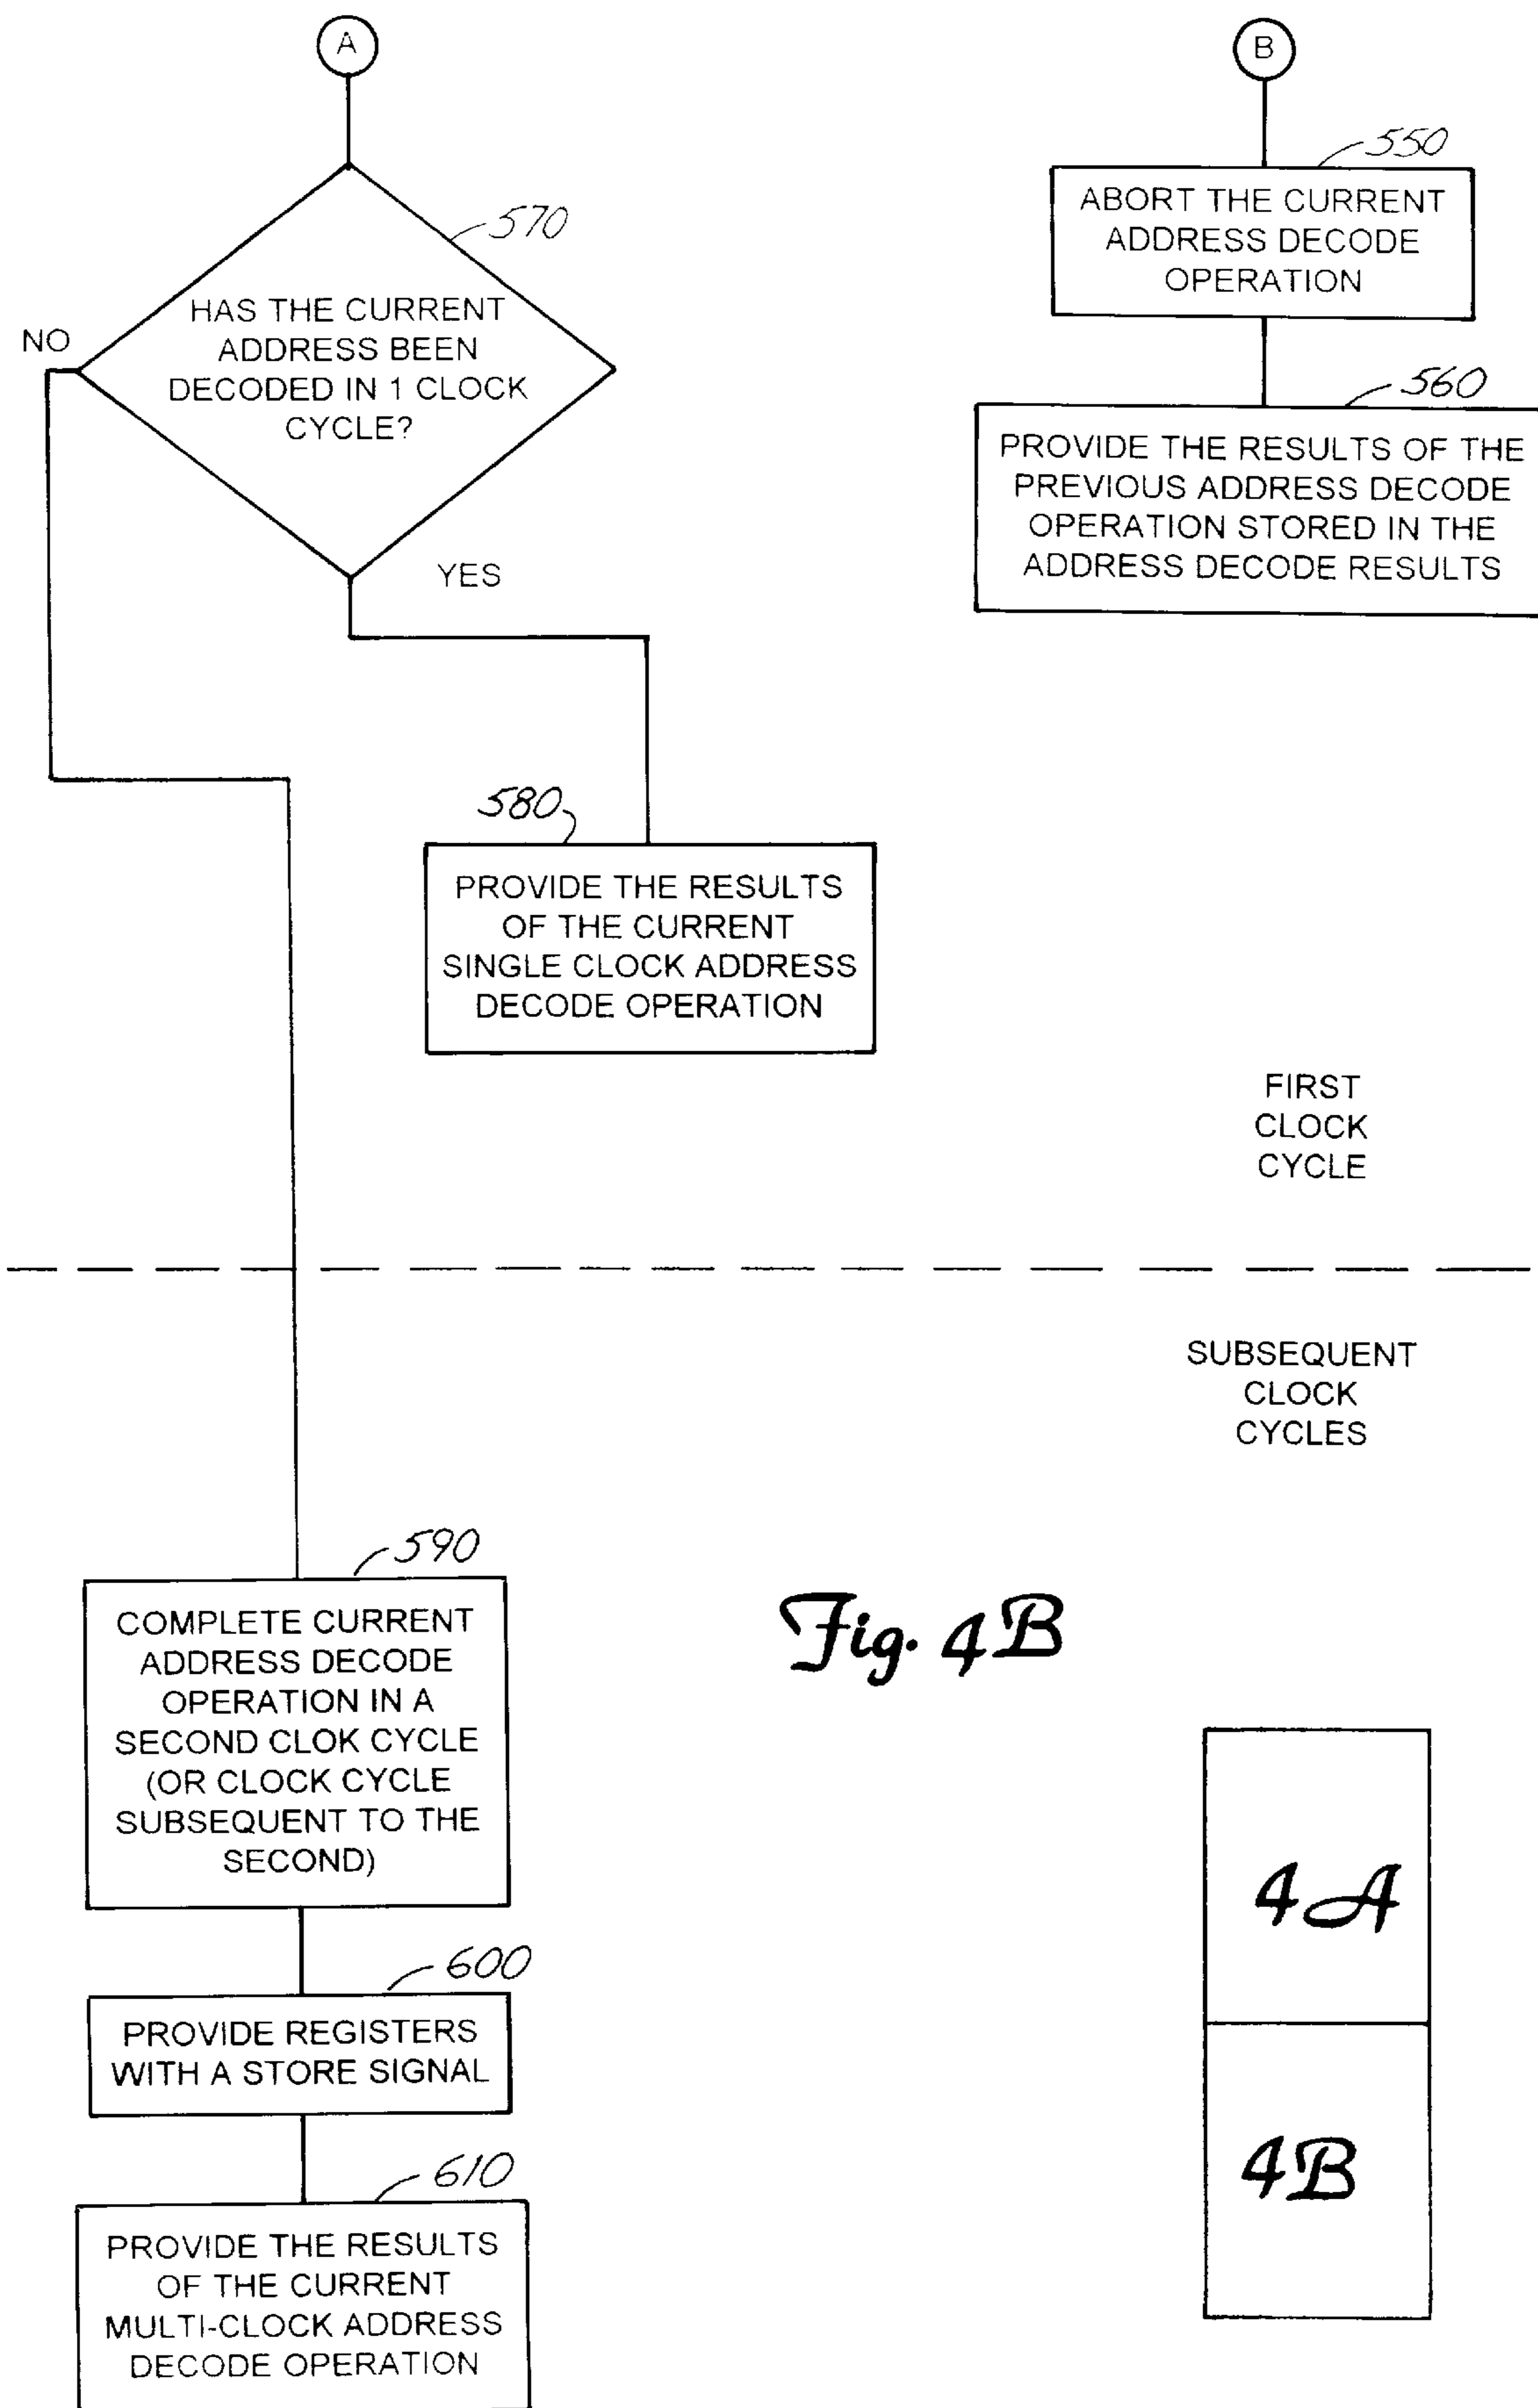 A
B
550
ABORT THE CURRENT
ADDRESS DECODE
OPERATION
570
HAS THE CURRENT
ADDRESS BEEN
DECODED IN 1 CLOCK
CYCLE?
NO
YES
560
PROVIDE THE RESULTS OF THE
PREVIOUS ADDRESS DECODE
OPERATION STORED IN THE
ADDRESS DECODE RESULTS
580
PROVIDE THE RESULTS
OF THE CURRENT
SINGLE CLOCK ADDRESS
DECODE OPERATION
FIRST
CLOCK
CYCLE
SUBSEQUENT
CLOCK
CYCLES
590
COMPLETE CURRENT
ADDRESS DECODE
OPERATION IN A
SECOND CLOK CYCLE
(OR CLOCK CYCLE
SUBSEQUENT TO THE
SECOND)
Fig. 4B
600
PROVIDE REGISTERS
WITH A STORE SIGNAL
610
PROVIDE THE RESULTS
OF THE CURRENT
MULTI-CLOCK ADDRESS
DECODE OPERATION
4A
4B